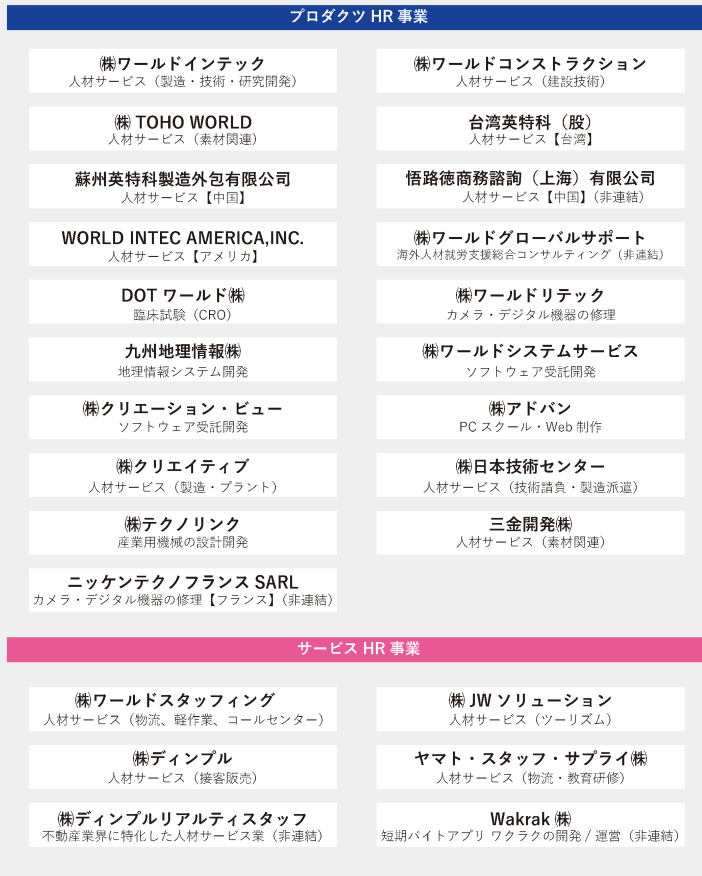 プロダクツ HR 事業
㈱ワールドインテック
人材サービス（製造・技術・研究開発）
㈱ワールドコンストラクション
人材サービス（建設技術）
㈱ TOHO WORLD
人材サービス（素材関連）
台湾英特科（股）
人材サービス【台湾】
蘇州英特科製造外包有限公司
人材サービス【中国】
悟路徳商務諮詢（上海）有限公司
人材サービス【中国】（非連結）
WORLD INTEC AMERICA,INC.
人材サービス【アメリカ】
㈱ワールドグローバルサポート
海外人材就労支援総合コンサルティング（非連結）
DOT ワールド㈱
臨床試験（CRO）
㈱ワールドリテック
カメラ・デジタル機器の修理
九州地理情報㈱
地理情報システム開発
㈱ワールドシステムサービス
ソフトウェア受託開発
㈱クリエーション・ビュー
ソフトウェア受託開発
㈱アドバン
PC スクール・Web 制作
㈱クリエイティブ
人材サービス（製造・プラント）
㈱日本技術センター
人材サービス（技術請負・製造派遣）
㈱テクノリンク
産業用機械の設計開発
三金開発㈱
人材サービス（素材関連）
ニッケンテクノフランス SARL
カメラ・デジタル機器の修理【フランス】（非連結）
サービス HR 事業
㈱ワールドスタッフィング
人材サービス（物流、軽作業、コールセンター）
㈱ JW ソリューション
人材サービス（ツーリズム）
㈱ディンプル
人材サービス（接客販売）
ヤマト・スタッフ・サプライ㈱
人材サービス（物流・教育研修）
㈱ディンプルリアルティスタッフ
不動産業界に特化した人材サービス業（非連結）
Wakrak ㈱
短期バイトアプリ ワクラクの開発 / 運営（非連結）